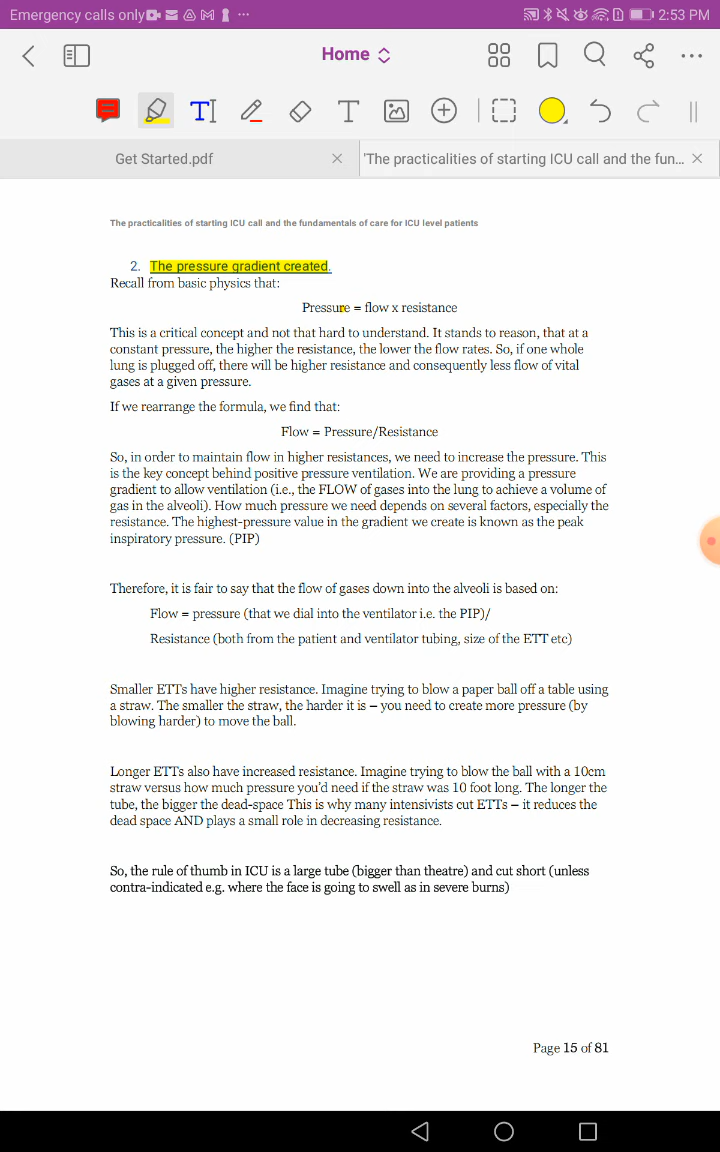 Emergency calls only 2:53 PM
Home
Get Started.pdf
'The practicalities of starting ICU call and the fun...
The practicalities of starting ICU call and the fundamentals of care for ICU level patients
2. The pressure gradient created.
Recall from basic physics that:
Pressure = flow x resistance
This is a critical concept and not that hard to understand. It stands to reason, that at a
constant pressure, the higher the resistance, the lower the flow rates. So, if one whole
lung is plugged off, there will be higher resistance and consequently less flow of vital
gases at a given pressure.
If we rearrange the formula, we find that:
Flow = Pressure/Resistance
So, in order to maintain flow in higher resistances, we need to increase the pressure. This
is the key concept behind positive pressure ventilation. We are providing a pressure
gradient to allow ventilation (i.e., the FLOW of gases into the lung to achieve a volume of
gas in the alveoli). How much pressure we need depends on several factors, especially the
resistance. The highest-pressure value in the gradient we create is known as the peak
inspiratory pressure. (PIP)
Therefore, it is fair to say that the flow of gases down into the alveoli is based on:
Flow = pressure (that we dial into the ventilator i.e. the PIP)/
Resistance (both from the patient and ventilator tubing, size of the ETT etc)
Smaller ETTs have higher resistance. Imagine trying to blow a paper ball off a table using
a straw. The smaller the straw, the harder it is – you need to create more pressure (by
blowing harder) to move the ball.
Longer ETTs also have increased resistance. Imagine trying to blow the ball with a 10cm
straw versus how much pressure you'd need if the straw was 10 foot long. The longer the
tube, the bigger the dead-space This is why many intensivists cut ETTs – it reduces the
dead space AND plays a small role in decreasing resistance.
So, the rule of thumb in ICU is a large tube (bigger than theatre) and cut short (unless
contra-indicated e.g. where the face is going to swell as in severe burns)
Page 15 of 81